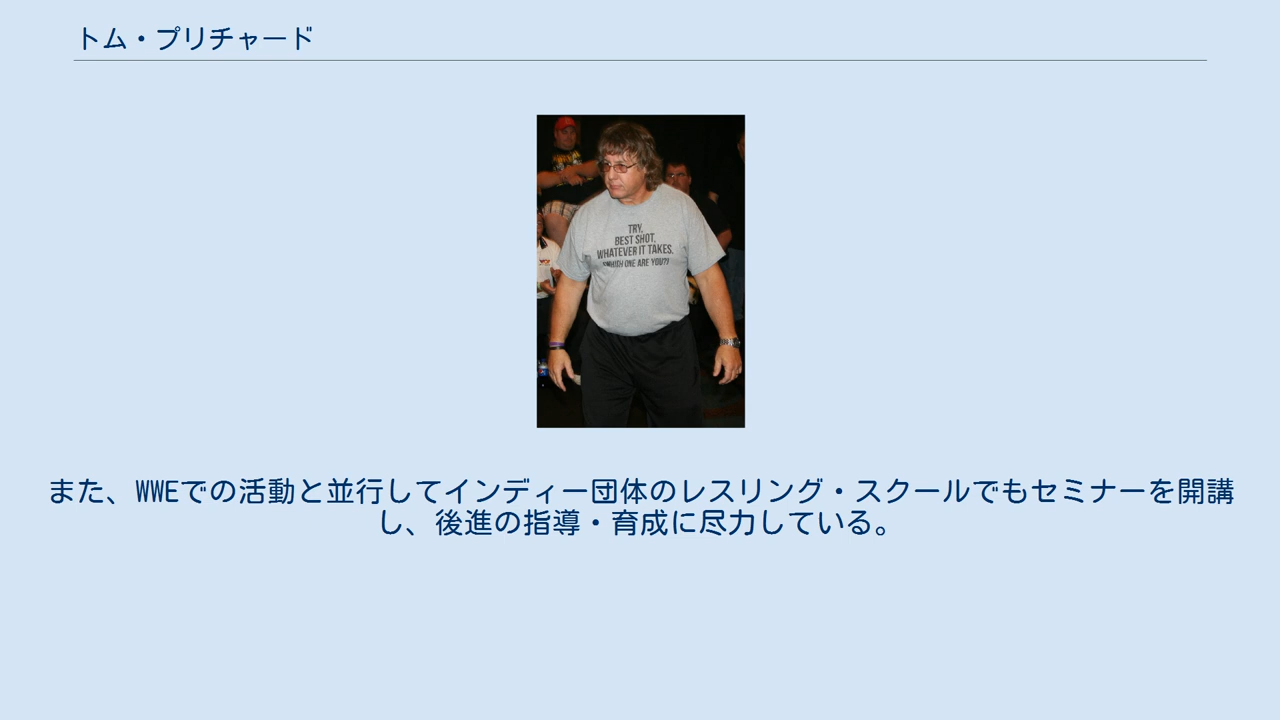 トム・プリチャード
TRY.
BEST SHOT.
WHATEVER IT TAKES.
WHICH ONE ARE YOU??
また、WWEでの活動と並行してインディー団体のレスリング・スクールでもセミナーを開講
し、後進の指導・育成に尽力している。